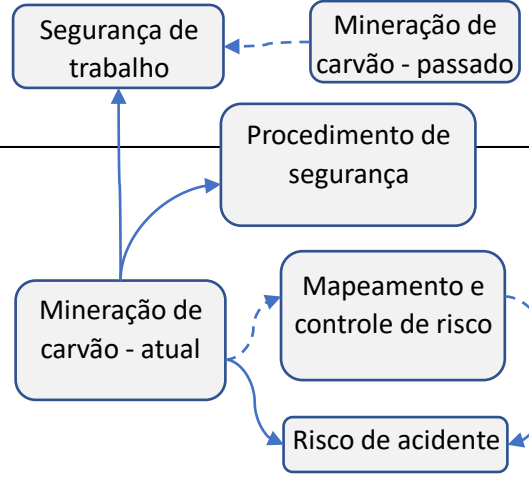 Segurança de
trabalho
Mineração de
carvão - passado
Procedimento de
segurança
Mineração de
carvão - atual
Mapeamento e
controle de risco
Risco de acidente